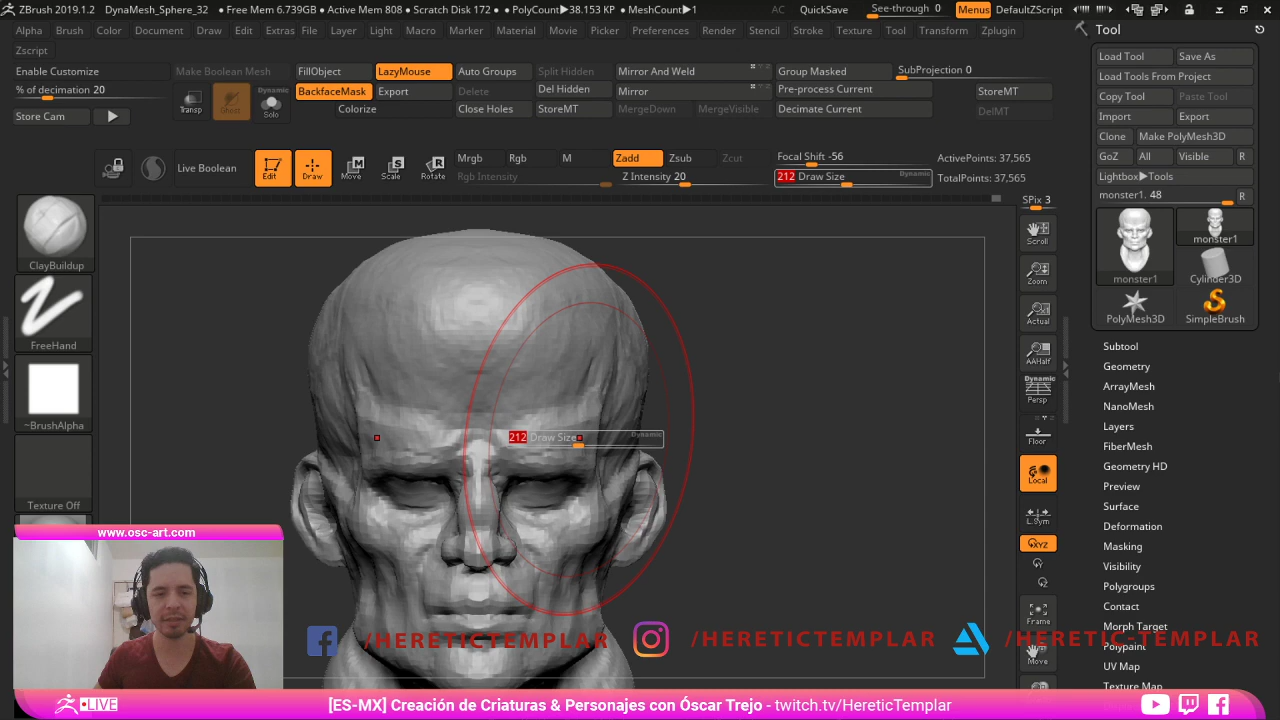 ZBrush 2019.1.2 DynaMesh_Sphere_32 • Free Mem 6.739GB • Active Mem 808 • Scratch Disk 172 • PolyCount▶38.153 KP • MeshCount▶1 AC QuickSave See-through 0 Menus DefaultZScript
Alpha Brush Color Document Draw Edit Extras File Layer Light Macro Marker Material Movie Picker Preferences Render Stencil Stroke Texture Tool Transform Zplugin
Zscript
Enable Customize Make Boolean Mesh FillObject LazyMouse Auto Groups Split Hidden Mirror And Weld Group Masked SubProjection 0
% of decimation 20 Transp Ghost Dynamic Solo BackfaceMask Export Delete Del Hidden Mirror Pre-process Current StoreMT
Store Cam Colorize Close Holes StoreMT MergeDown MergeVisible Decimate Current DelMT
Live Boolean Edit Draw Move Scale Rotate Mrgb Rgb M Zadd Zsub Zcut Focal Shift -56 ActivePoints: 37,565
Rgb Intensity Z Intensity 20 212 Draw Size Dynamic TotalPoints: 37,565
ClayBuildup
FreeHand
~BrushAlpha
Texture Off
212 Draw Size Dynamic
SPix 3
Scroll
Zoom
Actual
AAHalf
Dynamic
Persp
Floor
Local
L.Sym
XYZ
Frame
Move
Tool
Load Tool Save As
Load Tools From Project
Copy Tool Paste Tool
Import Export
Clone Make PolyMesh3D
GoZ All Visible R
Lightbox▶Tools
monster1. 48 R
monster1
monster1 Cylinder3D
PolyMesh3D SimpleBrush
Subtool
Geometry
ArrayMesh
NanoMesh
Layers
FiberMesh
Geometry HD
Preview
Surface
Deformation
Masking
Visibility
Polygroups
Contact
Morph Target
Polypaint
UV Map
Texture Map
www.osc-art.com
/HERETICTEMPLAR /HERETICTEMPLAR /HERETIC-TEMPLAR
LIVE [ES-MX] Creación de Criaturas & Personajes con Óscar Trejo - twitch.tv/HereticTemplar